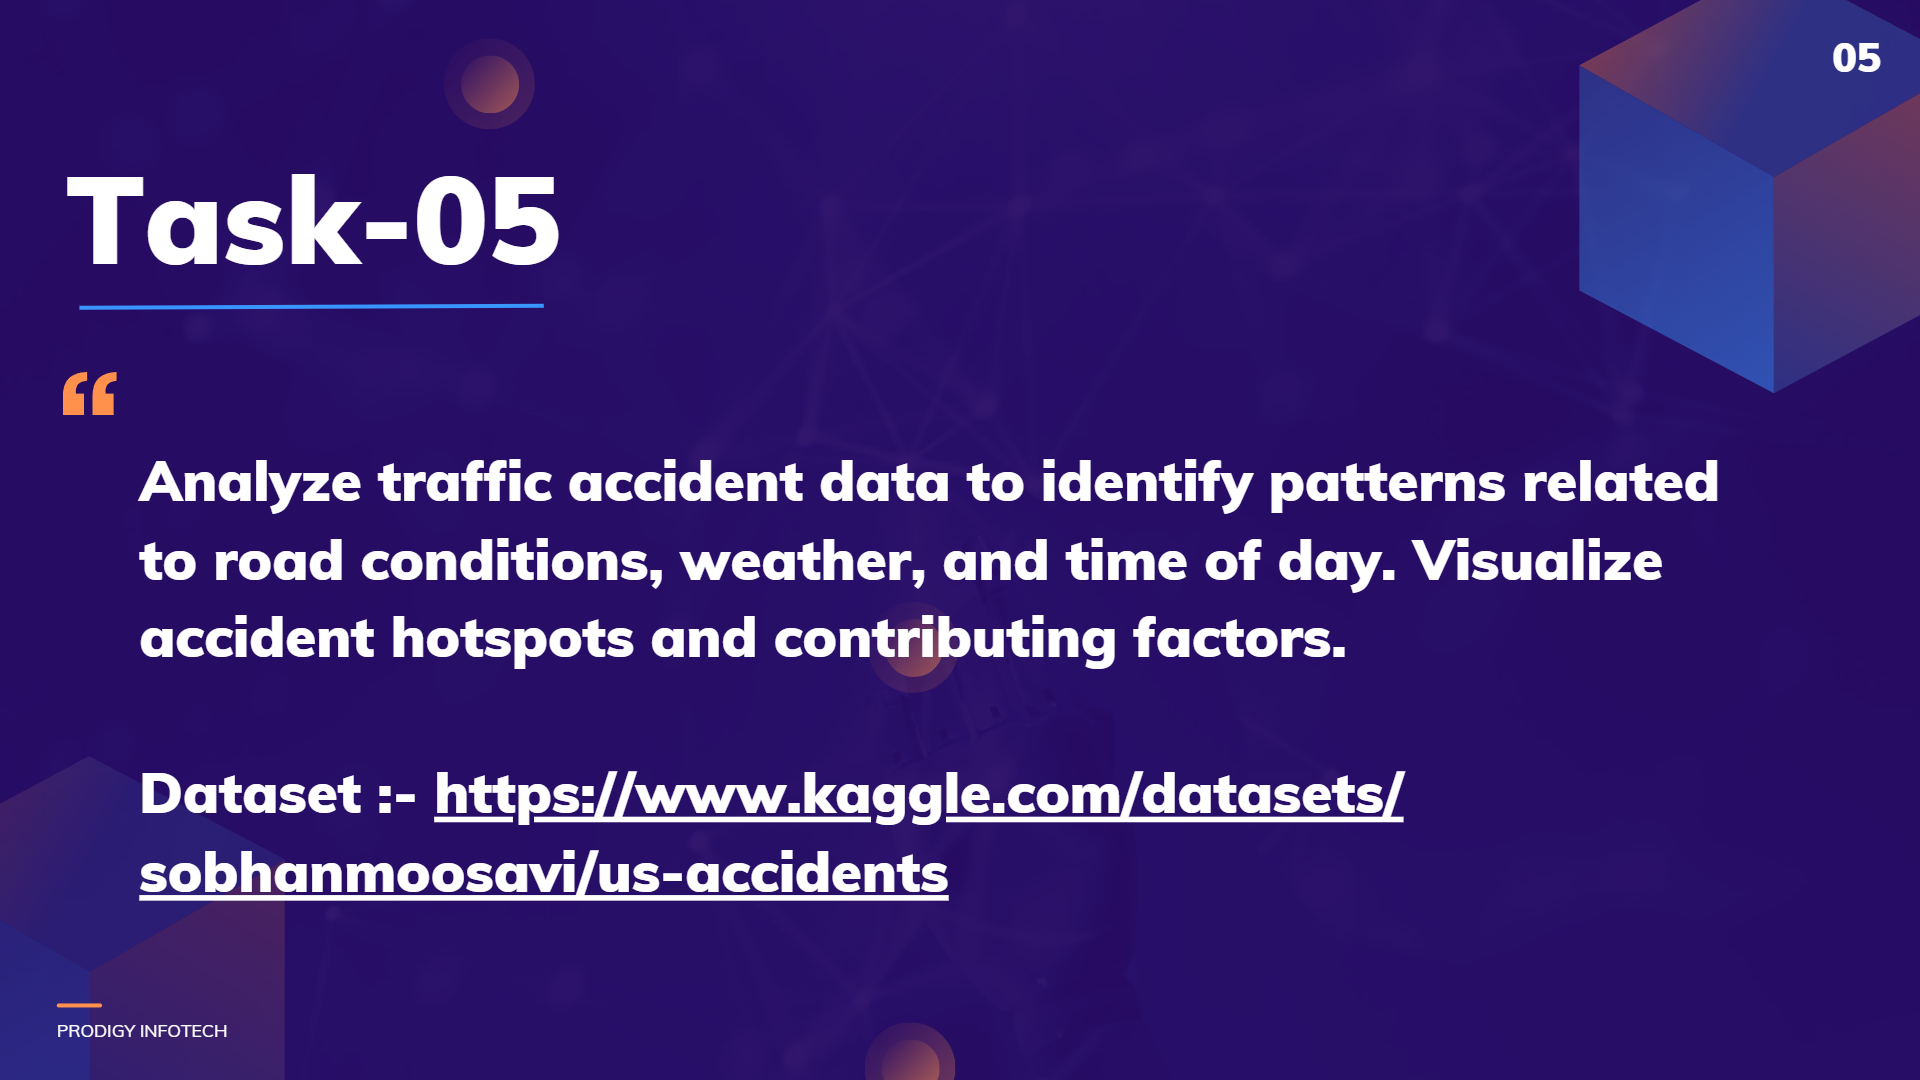 05
Task-05
“
Analyze traffic accident data to identify patterns related
to road conditions, weather, and time of day. Visualize
accident hotspots and contributing factors.
Dataset :- https://www.kaggle.com/datasets/
sobhanmoosavi/us-accidents
PRODIGY INFOTECH